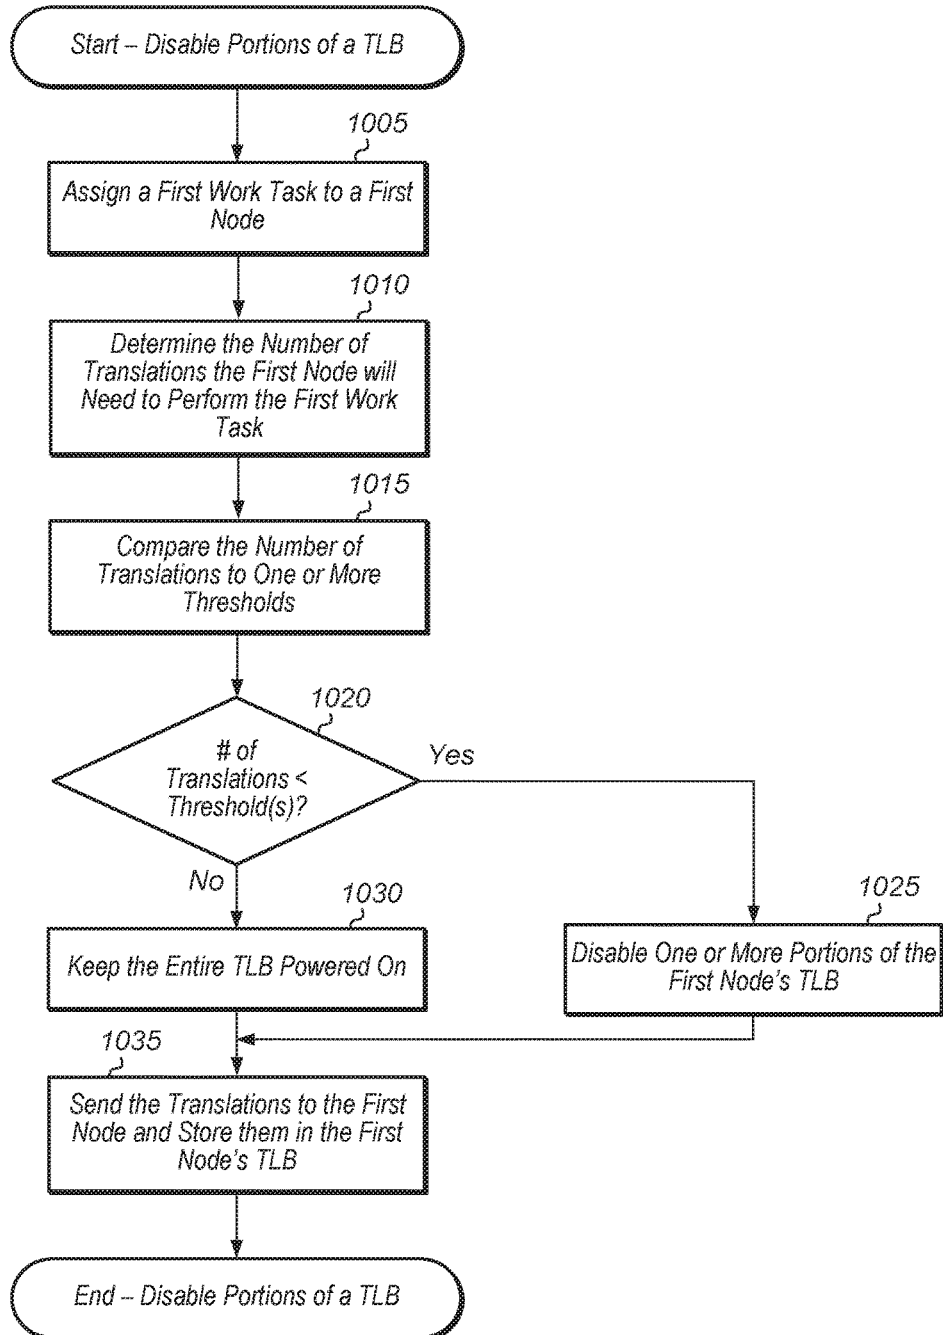 Start – Disable Portions of a TLB
1005
Assign a First Work Task to a First
Node
1010
Determine the Number of
Translations the First Node will
Need to Perform the First Work
Task
1015
Compare the Number of
Translations to One or More
Thresholds
1020
# of
Translations <
Threshold(s)?
Yes
No
1030
Keep the Entire TLB Powered On
1025
Disable One or More Portions of the
First Node's TLB
1035
Send the Translations to the First
Node and Store them in the First
Node's TLB
End – Disable Portions of a TLB